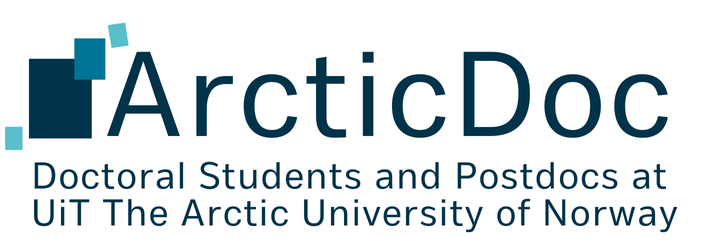 ArcticDoc
Doctoral Students and Postdocs at
UiT The Arctic University of Norway